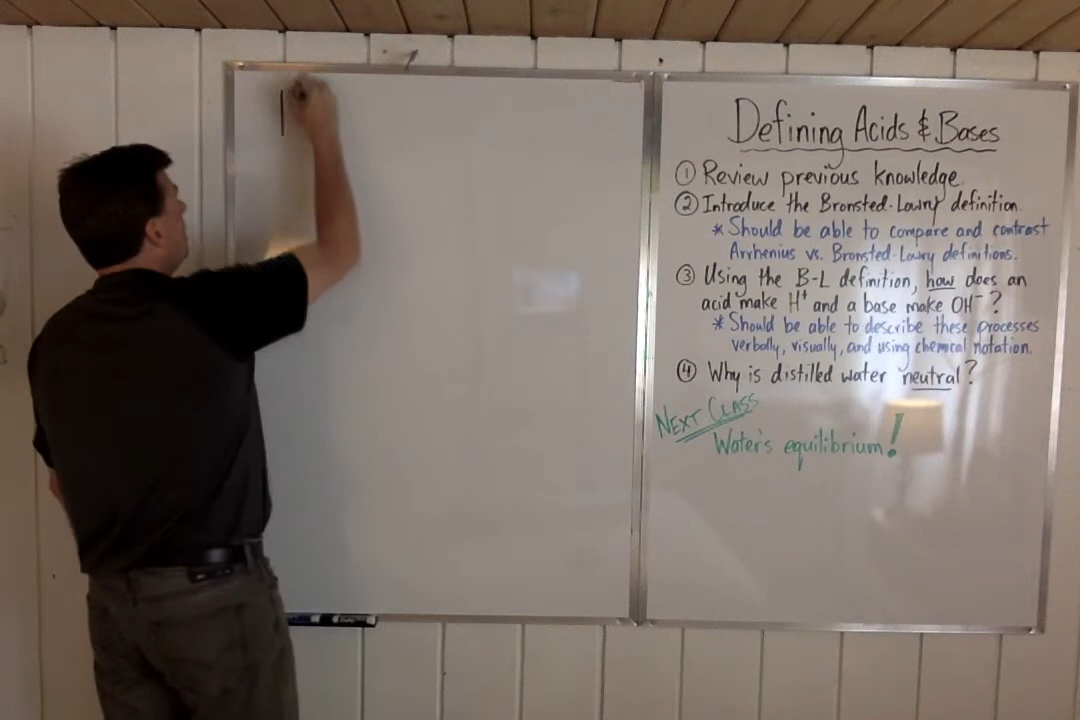 Defining Acids & Bases
① Review previous knowledge.
② Introduce the Bronsted-Lowry definition.
* Should be able to compare and contrast
Arrhenius vs. Bronsted-Lowry definitions.
③ Using the B-L definition, how does an
acid make H⁺ and a base make OH⁻?
* Should be able to describe these processes
verbally, visually, and using chemical notation.
④ Why is distilled water neutral?
NEXT CLASS
Water's equilibrium!